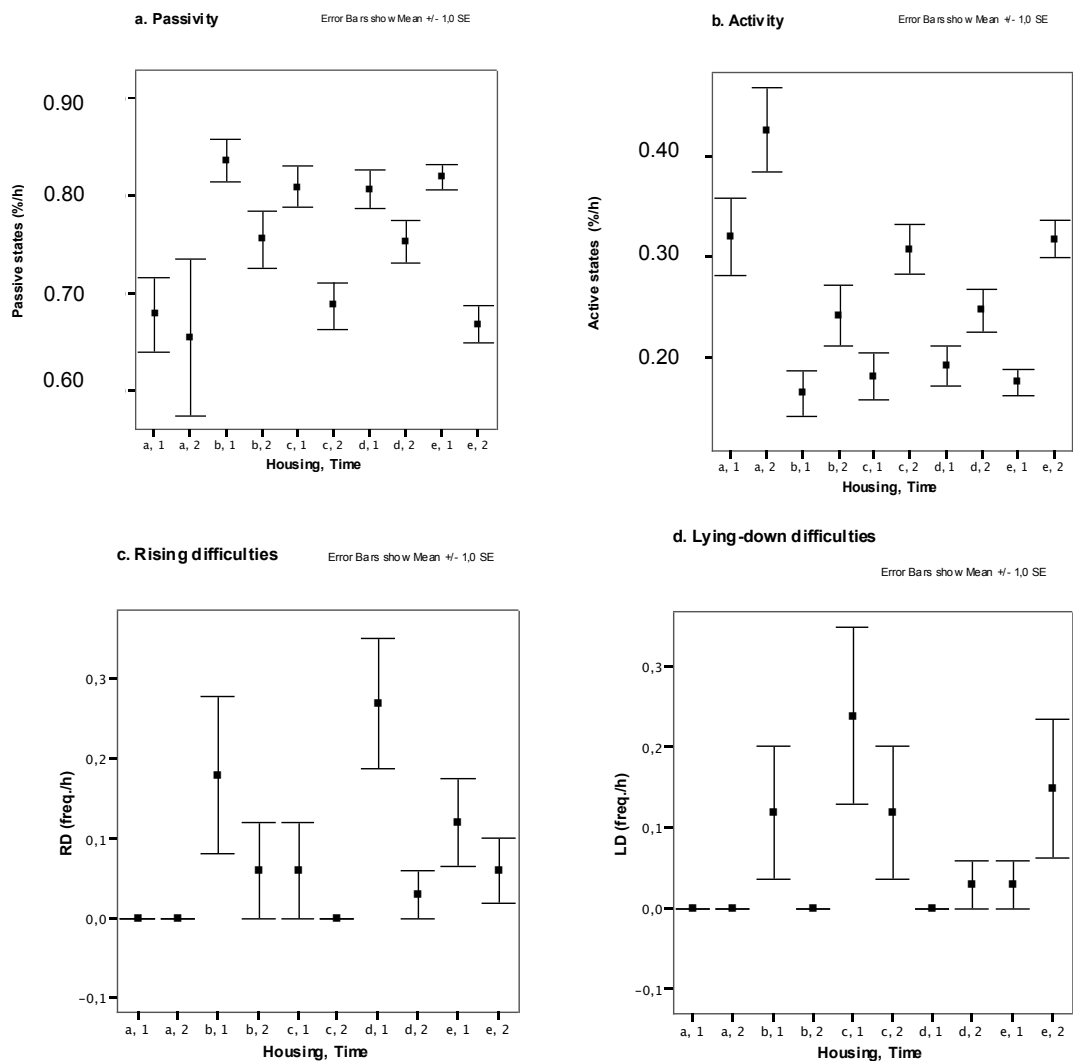 a. Passivity
Error Bars show Mean +/- 1,0 SE
0.90
0.80
0.70
0.60
Passive states (%/h)
a, 1 a, 2 b, 1 b, 2 c, 1 c, 2 d, 1 d, 2 e, 1 e, 2
Housing, Time
b. Activity
Error Bars show Mean +/- 1,0 SE
0.40
0.30
0.20
Active states (%/h)
a, 1 a, 2 b, 1 b, 2 c, 1 c, 2 d, 1 d, 2 e, 1 e, 2
Housing, Time
c. Rising difficulties
Error Bars show Mean +/- 1,0 SE
0,3
0,2
0,1
0,0
−0,1
RD (freq./h)
a, 1 a, 2 b, 1 b, 2 c, 1 c, 2 d, 1 d, 2 e, 1 e, 2
Housing, Time
d. Lying-down difficulties
Error Bars show Mean +/- 1,0 SE
0,3
0,2
0,1
0,0
−0,1
LD (freq./h)
a, 1 a, 2 b, 1 b, 2 c, 1 c, 2 d, 1 d, 2 e, 1 e, 2
Housing, Time